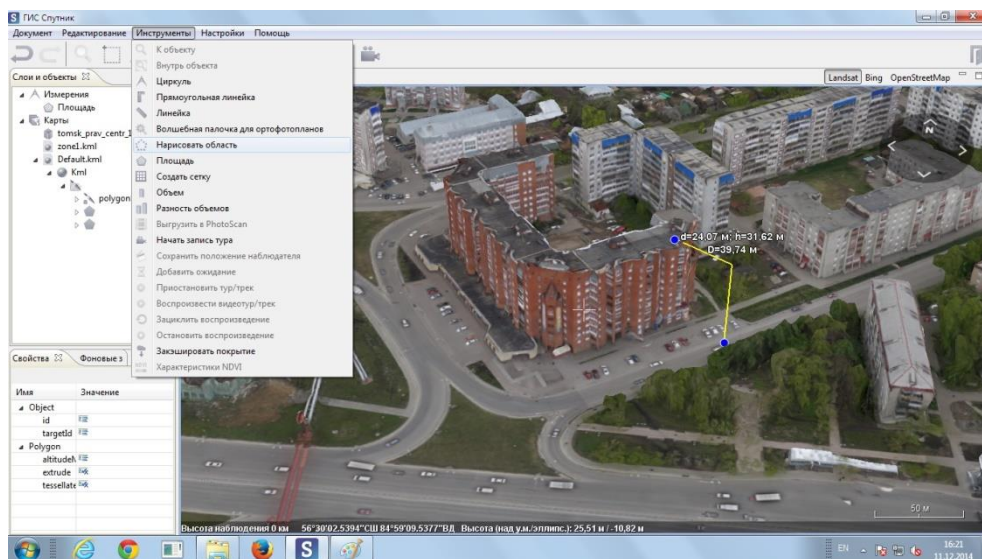 ГИС Спутник
Документ Редактирование Инструменты Настройки Помощь
Слои и объекты
Измерения
Площадь
Карты
tomsk_prav_centr_1
zone1.kml
Default.kml
Kml
polygon
К объекту
Внутрь объекта
Циркуль
Прямоугольная линейка
Линейка
Волшебная палочка для ортофотопланов
Нарисовать область
Площадь
Создать сетку
Объем
Разность объемов
Выгрузить в PhotoScan
Начать запись тура
Сохранить положение наблюдателя
Добавить ожидание
Приостановить тур/трек
Воспроизвести видеотур/трек
Зациклить воспроизведение
Остановить воспроизведение
Закэшировать покрытие
Характеристики NDVI
Landsat Bing OpenStreetMap
N
d=24,07 м; h=31.62 м
D=39,74 м
50 м
Свойства Фоновые з
Имя Значение
Object
id
targetId
Polygon
altitudeM
extrude
tessellate
Высота наблюдения 0 км 56°30'02.5394"СШ 84°59'09.5377"ВД Высота (над у.м./эллипс.): 25,51 м / -10,82 м
EN 16:21
11.12.2014